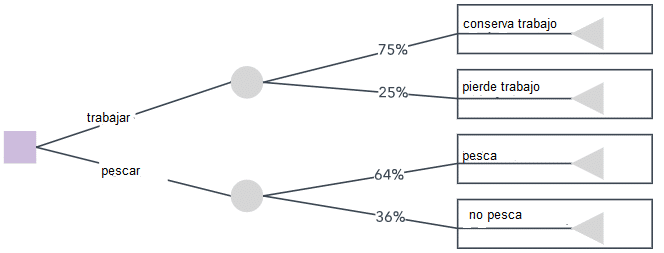 conserva trabajo
75%
trabajar
25%
pierde trabajo
pescar
64%
pesca
36%
no pesca